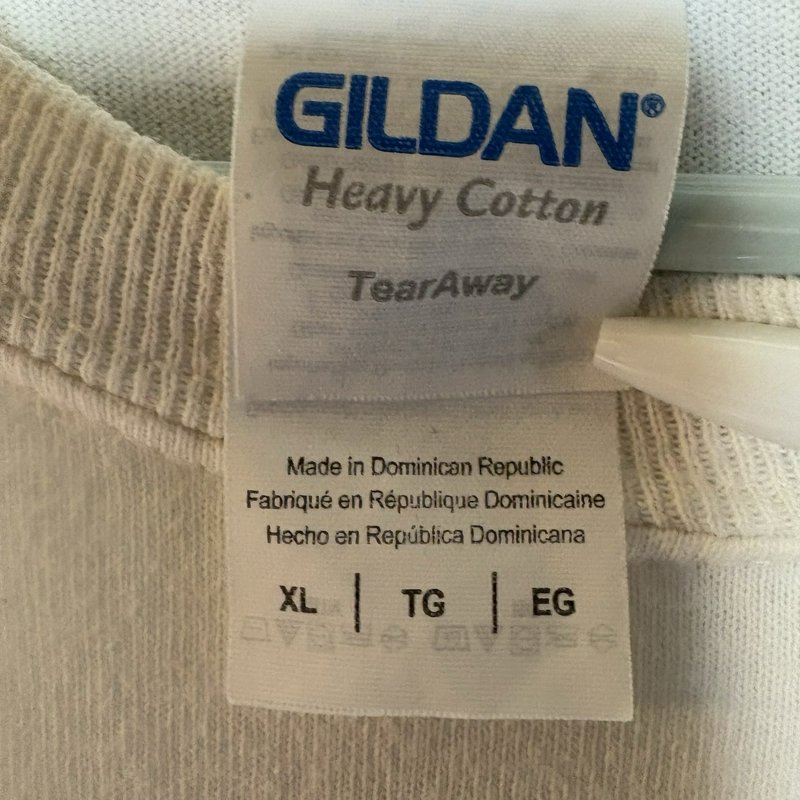 GILDAN®
Heavy Cotton
TearAway
Made in Dominican Republic
Fabriqué en République Dominicaine
Hecho en República Dominicana
XL | TG | EG